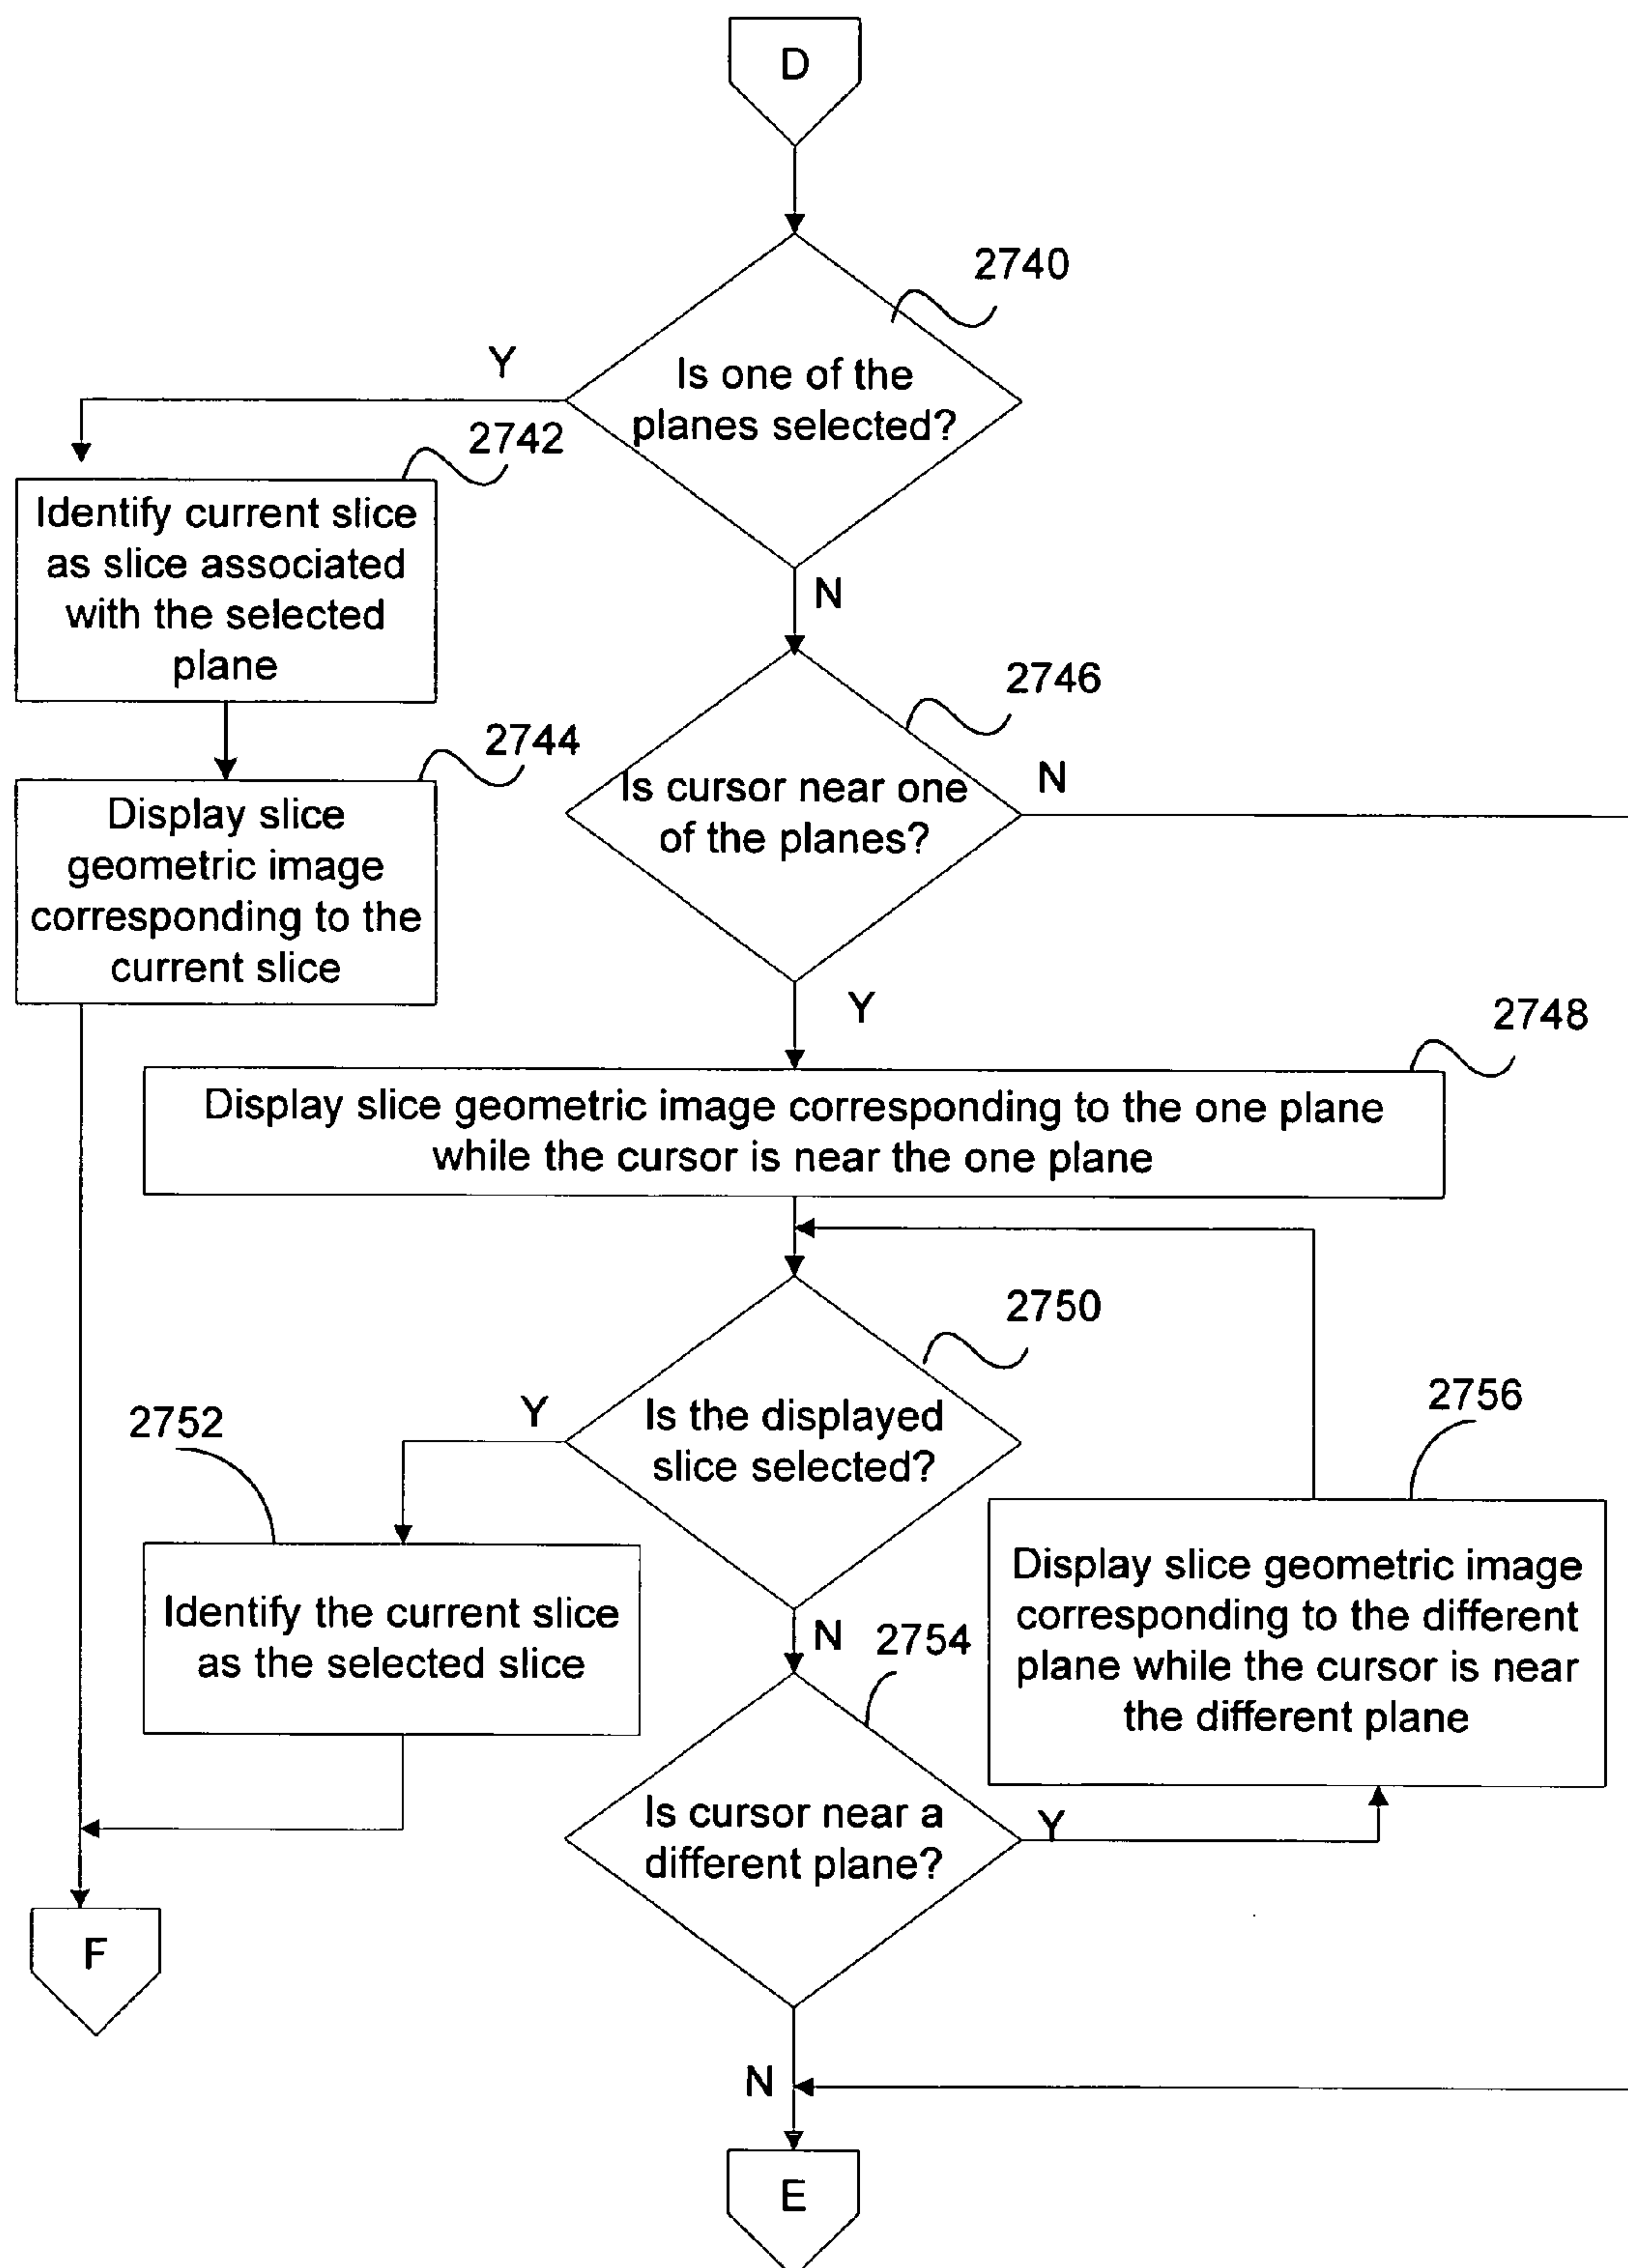 D
2740
Is one of the
planes selected?
Y
N
2742
Identify current slice
as slice associated
with the selected
plane
2744
Display slice
geometric image
corresponding to the
current slice
2746
Is cursor near one
of the planes?
N
Y
2748
Display slice geometric image corresponding to the one plane
while the cursor is near the one plane
2750
Is the displayed
slice selected?
Y
N
2752
Identify the current slice
as the selected slice
2754
Is cursor near a
different plane?
Y
N
2756
Display slice geometric image
corresponding to the different
plane while the cursor is near
the different plane
F
E